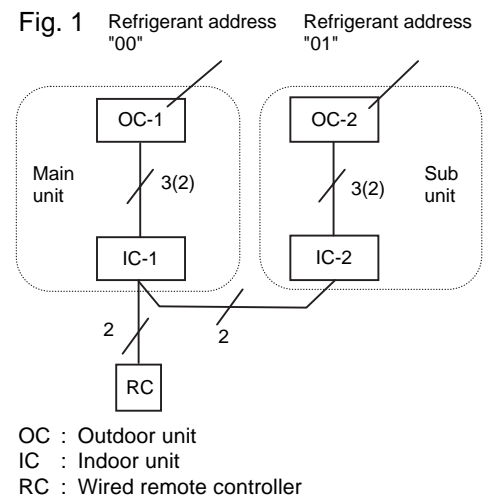 Fig. 1
Refrigerant address "00"
Refrigerant address "01"
OC-1
OC-2
Main unit
3(2)
3(2)
Sub unit
IC-1
IC-2
2
2
RC
OC : Outdoor unit
IC : Indoor unit
RC : Wired remote controller